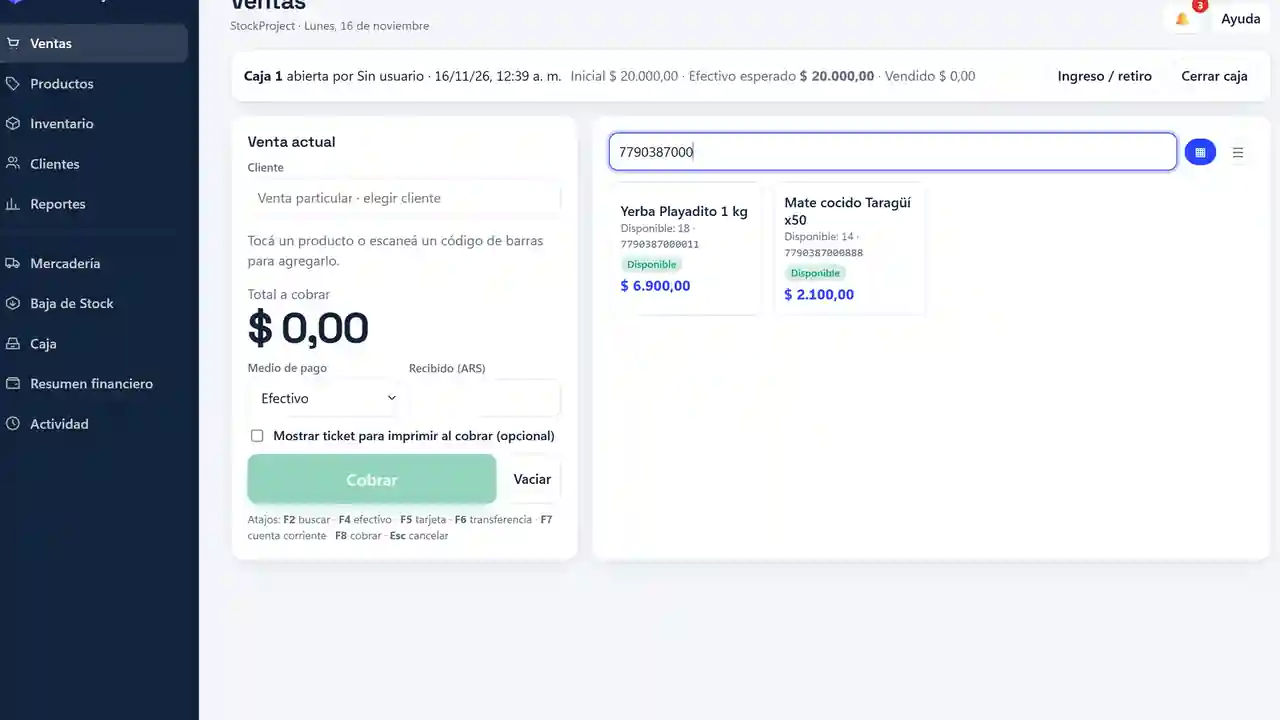 Ventas
StockProject · Lunes, 16 de noviembre
3
Ayuda
Ventas
Productos
Inventario
Clientes
Reportes
Mercadería
Baja de Stock
Caja
Resumen financiero
Actividad
Caja 1 abierta por Sin usuario · 16/11/26, 12:39 a. m. Inicial $ 20.000,00 · Efectivo esperado $ 20.000,00 · Vendido $ 0,00
Ingreso / retiro
Cerrar caja
Venta actual
Cliente
Venta particular · elegir cliente
Tocá un producto o escaneá un código de barras
para agregarlo.
Total a cobrar
$ 0,00
Medio de pago
Recibido (ARS)
Efectivo
Mostrar ticket para imprimir al cobrar (opcional)
Cobrar
Vaciar
Atajos: F2 buscar · F4 efectivo · F5 tarjeta · F6 transferencia · F7
cuenta corriente · F8 cobrar · Esc cancelar
7790387000
Yerba Playadito 1 kg
Disponible: 18 ·
7790387000011
Disponible
$ 6.900,00
Mate cocido Taragüí
x50
Disponible: 14 ·
7790387000888
Disponible
$ 2.100,00